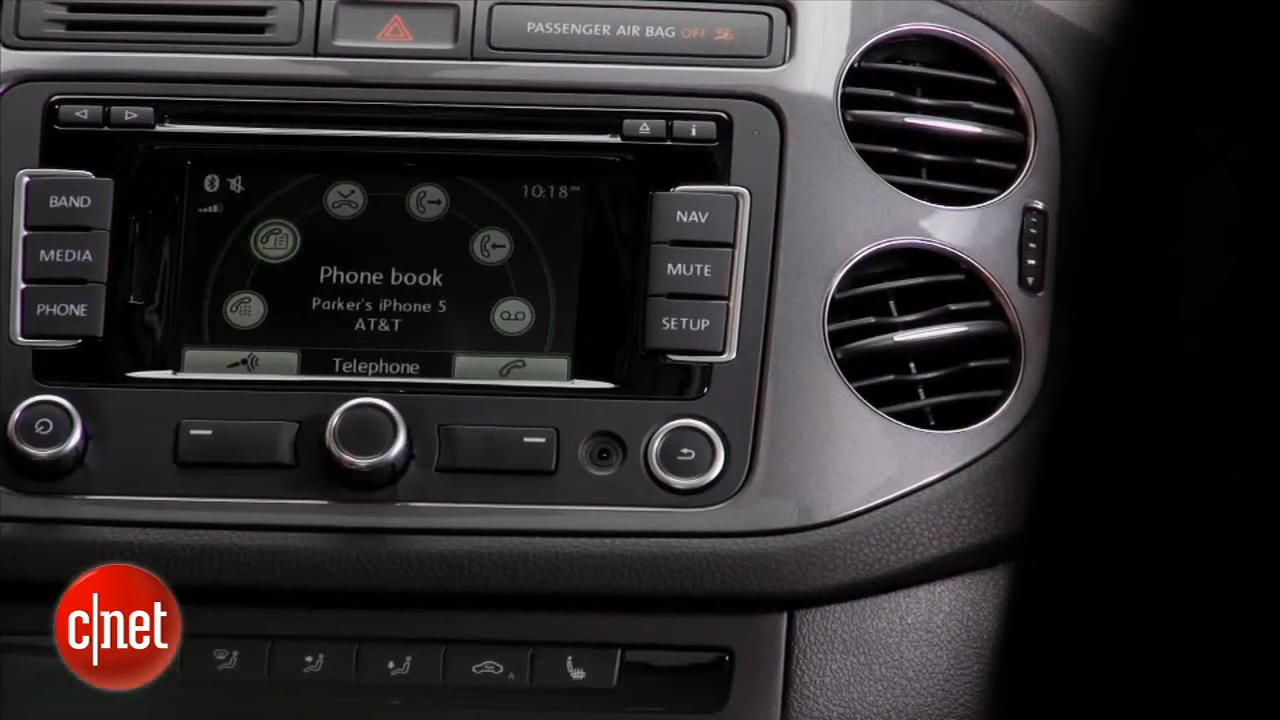 PASSENGER AIR BAG OFF
BAND
MEDIA
PHONE
10:18PM
Phone book
Parker's iPhone 5
AT&T
Telephone
i
NAV
MUTE
SETUP
c|net
A